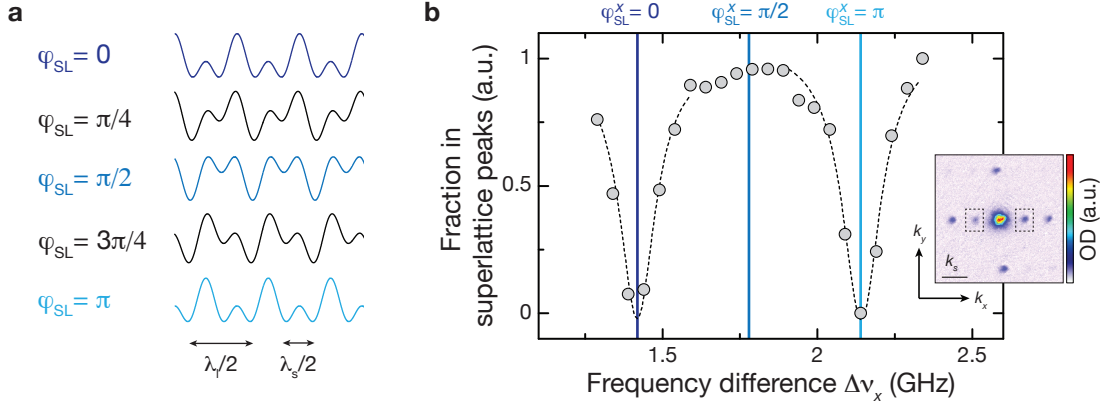 a
φSL= 0
φSL= π/4
φSL= π/2
φSL= 3π/4
φSL= π
λl/2
λs/2
b
φxSL= 0
φxSL= π/2
φxSL= π
Fraction in
superlattice peaks (a.u.)
1
0.5
0
1.5
2
2.5
Frequency difference Δνx (GHz)
ky
ks
kx
OD (a.u.)